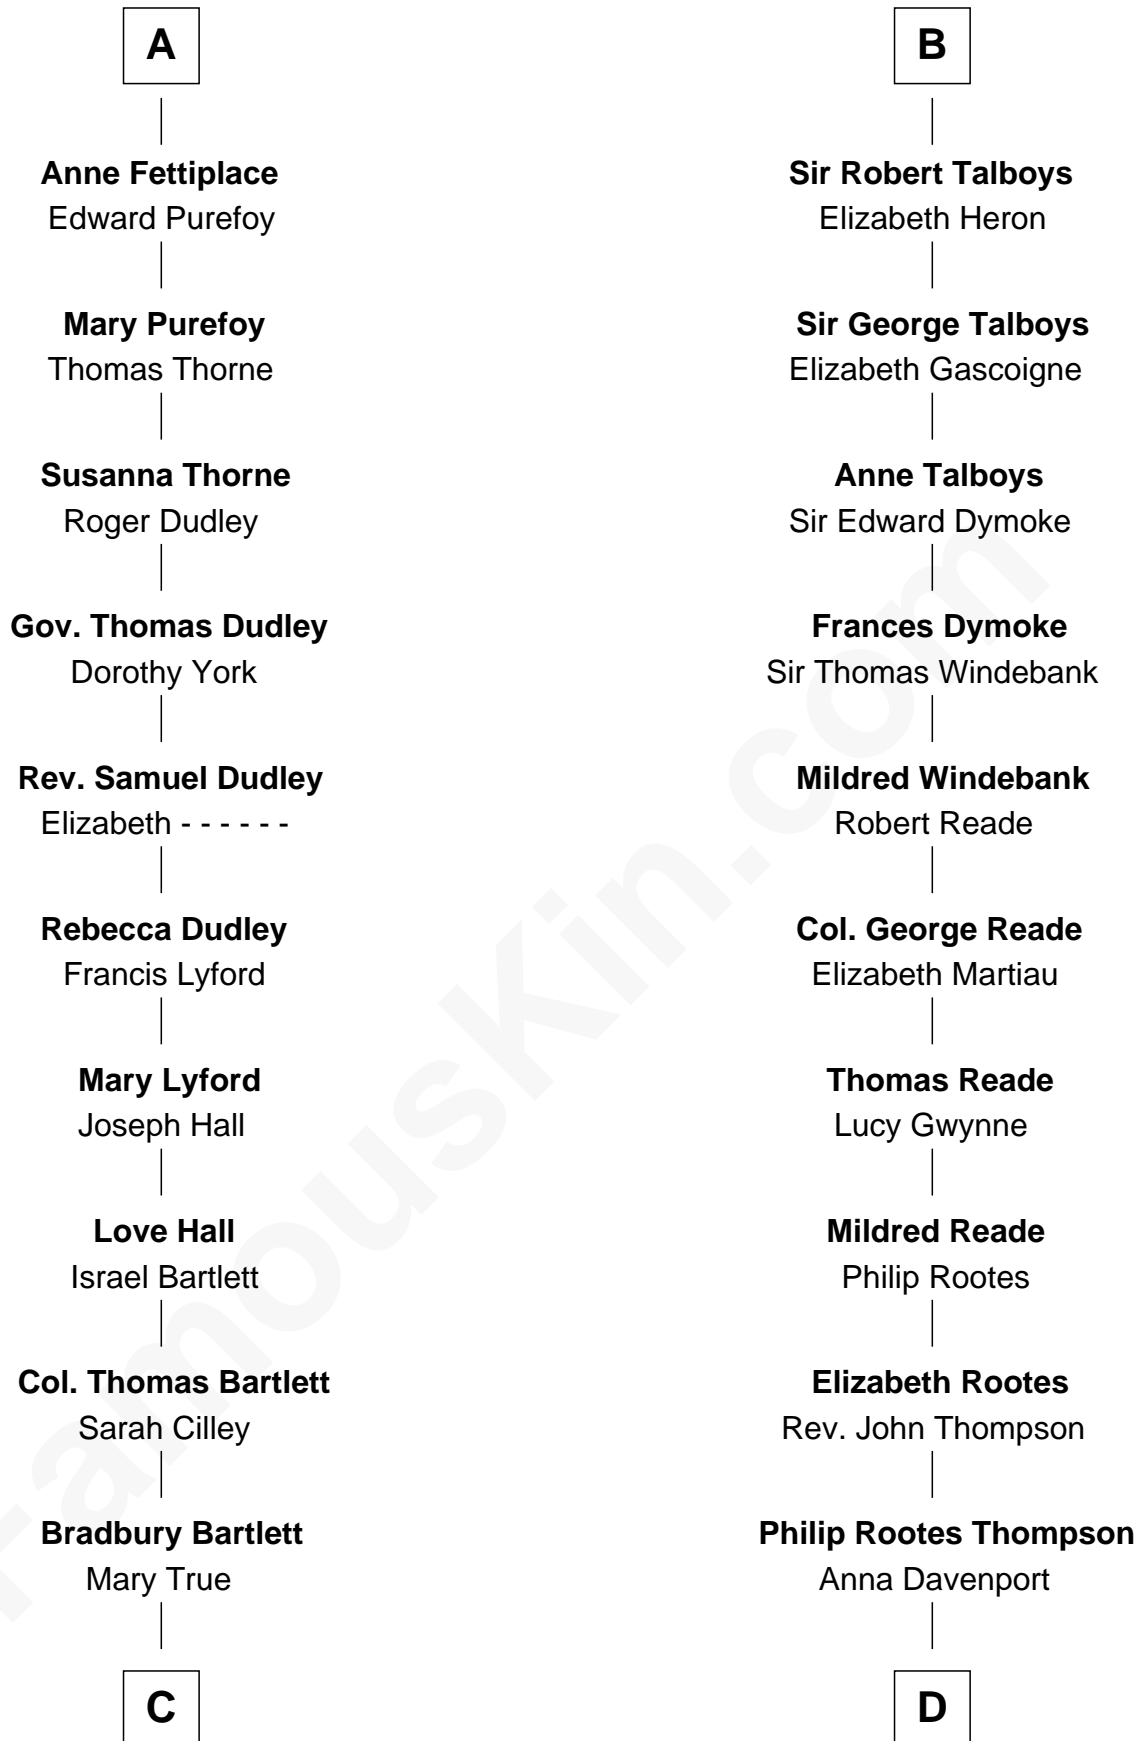 A
Anne Fettiplace
Edward Purefoy
Mary Purefoy
Thomas Thorne
Susanna Thorne
Roger Dudley
Gov. Thomas Dudley
Dorothy York
Rev. Samuel Dudley
Elizabeth - - - - - -
Rebecca Dudley
Francis Lyford
Mary Lyford
Joseph Hall
Love Hall
Israel Bartlett
Col. Thomas Bartlett
Sarah Cilley
Bradbury Bartlett
Mary True
C
B
Sir Robert Talboys
Elizabeth Heron
Sir George Talboys
Elizabeth Gascoigne
Anne Talboys
Sir Edward Dymoke
Frances Dymoke
Sir Thomas Windebank
Mildred Windebank
Robert Reade
Col. George Reade
Elizabeth Martiau
Thomas Reade
Lucy Gwynne
Mildred Reade
Philip Rootes
Elizabeth Rootes
Rev. John Thompson
Philip Rootes Thompson
Anna Davenport
D
FamousKin.com